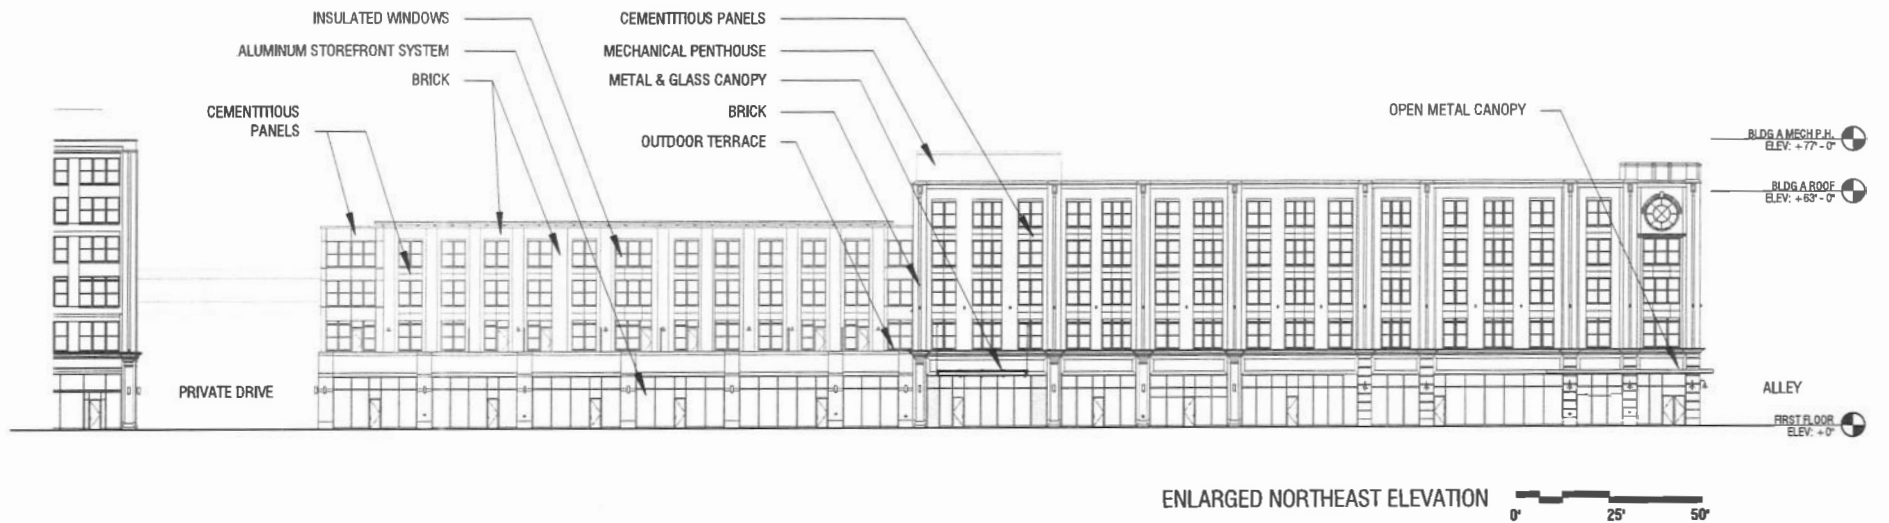 INSULATED WINDOWS
ALUMINUM STOREFRONT SYSTEM
BRICK
CEMENTITIOUS
PANELS
CEMENTITIOUS PANELS
MECHANICAL PENTHOUSE
METAL & GLASS CANOPY
BRICK
OUTDOOR TERRACE
OPEN METAL CANOPY
BLDG A MECH P.H.
ELEV: +77'-0"
BLDG A ROOF
ELEV: +63'-0"
PRIVATE DRIVE
ALLEY
FIRST FLOOR
ELEV: +0"
ENLARGED NORTHEAST ELEVATION
0' 25' 50'